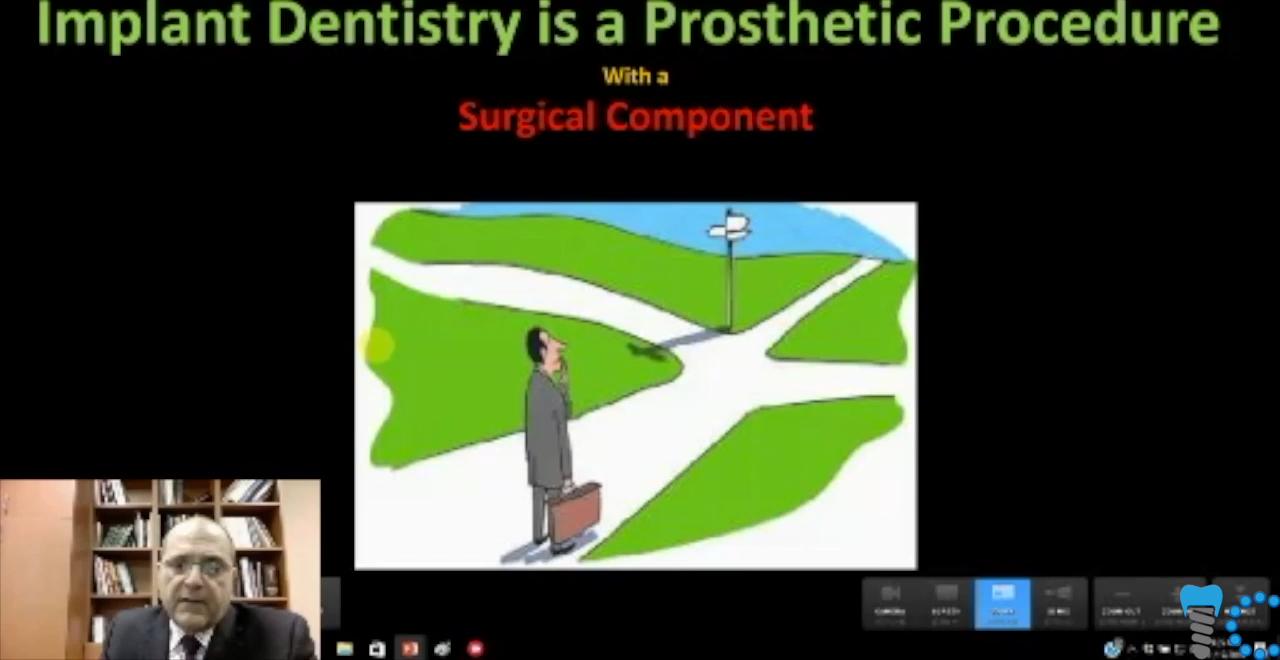 Implant Dentistry is a Prosthetic Procedure
With a
Surgical Component